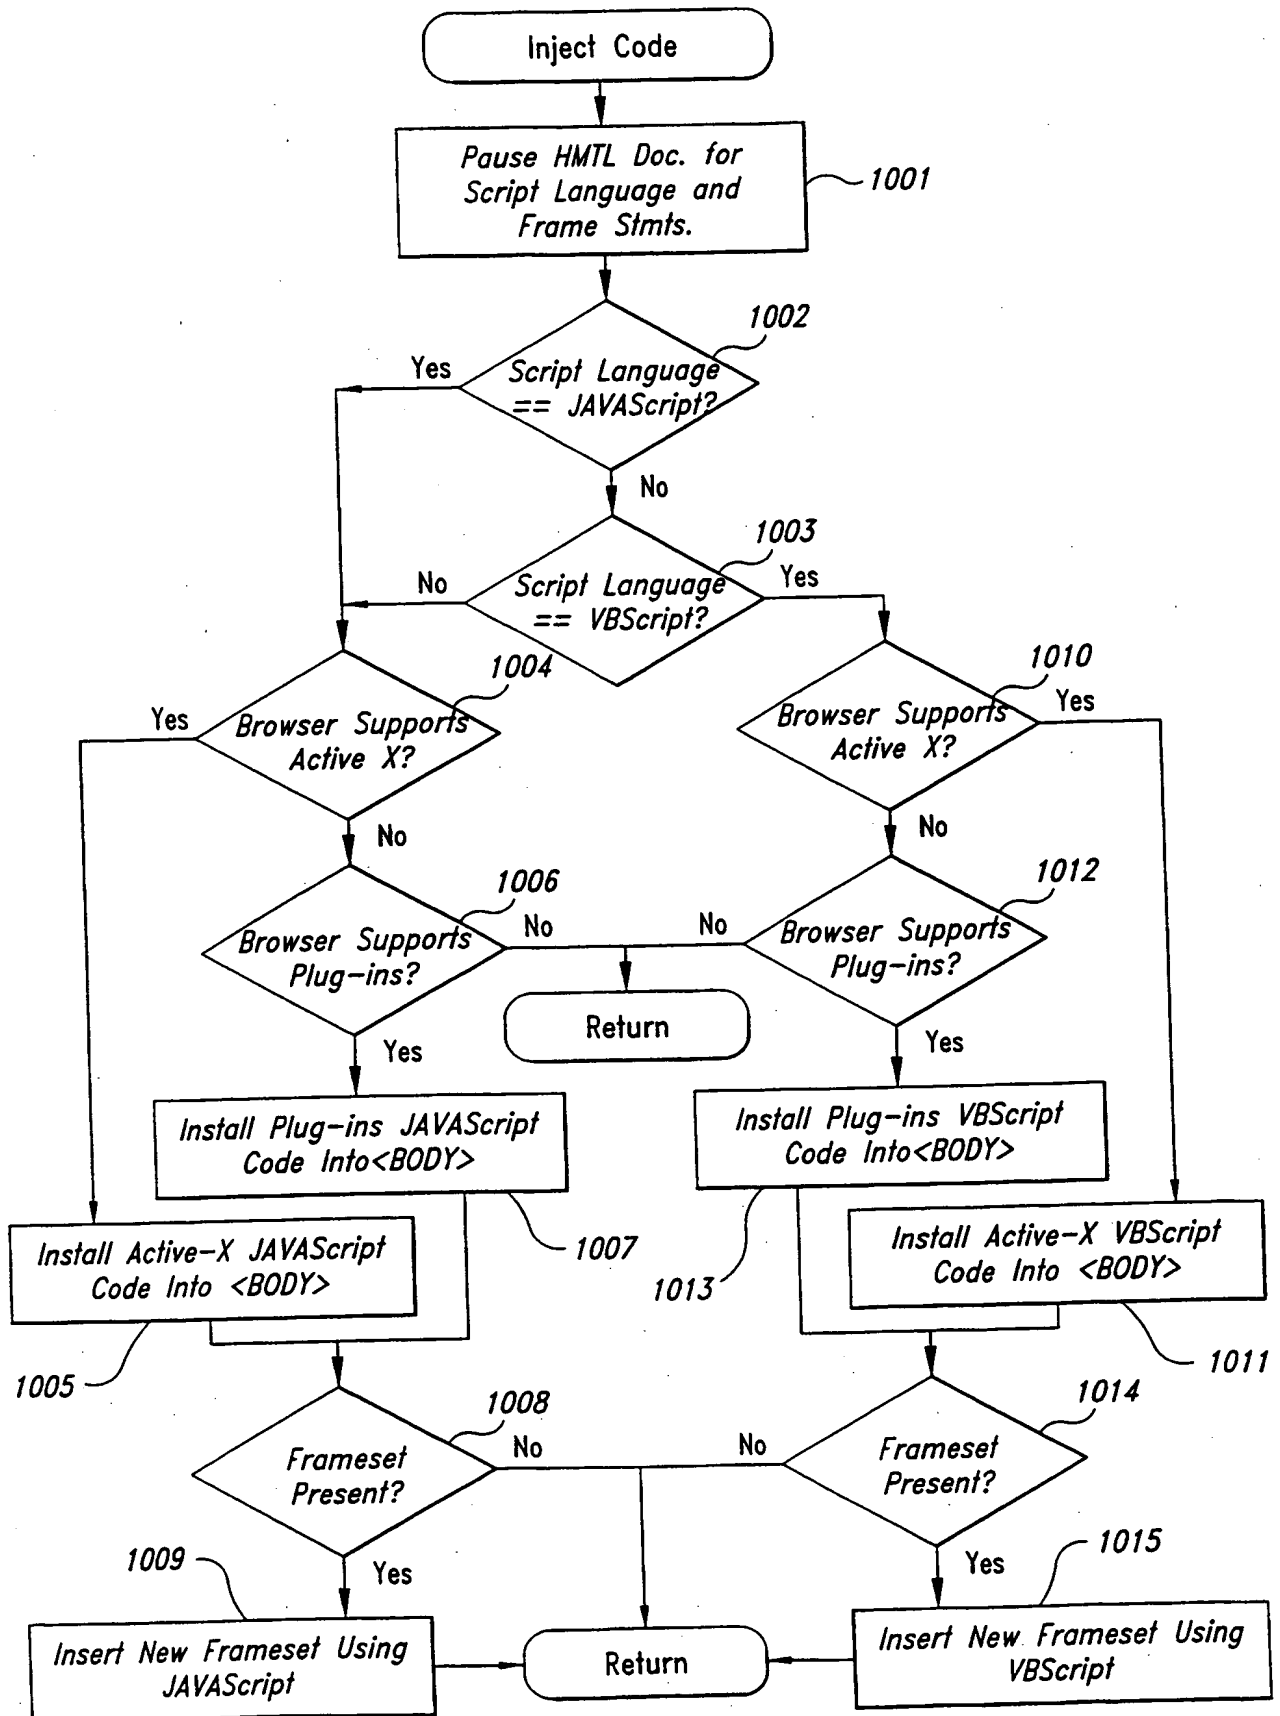 Inject Code
Pause HMTL Doc. for
Script Language and
Frame Stmts.
1001
1002
Script Language
== JAVAScript?
Yes
No
1003
Script Language
== VBScript?
No
Yes
1004
Browser Supports
Active X?
Yes
No
1010
Browser Supports
Active X?
Yes
No
1006
Browser Supports
Plug-ins?
No
Yes
1012
Browser Supports
Plug-ins?
No
Yes
Return
Install Plug-ins JAVAScript
Code Into<BODY>
1007
Install Plug-ins VBScript
Code Into<BODY>
1013
Install Active-X JAVAScript
Code Into <BODY>
1005
Install Active-X VBScript
Code Into <BODY>
1011
1008
Frameset
Present?
No
Yes
1014
Frameset
Present?
No
Yes
1009
Insert New Frameset Using
JAVAScript
Return
1015
Insert New Frameset Using
VBScript